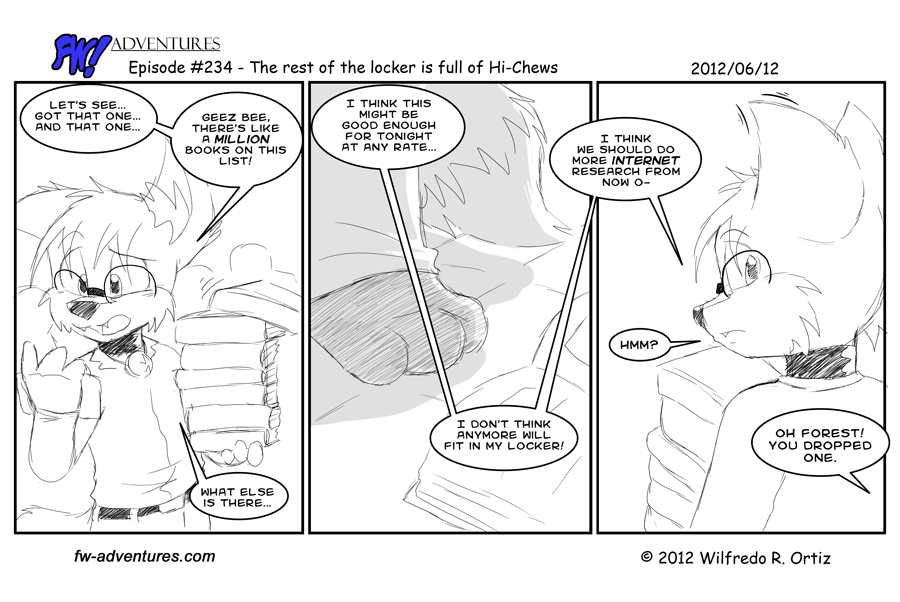 FW! ADVENTURES
Episode #234 - The rest of the locker is full of Hi-Chews
2012/06/12
LET'S SEE...
GOT THAT ONE...
AND THAT ONE...
GEEZ BEE,
THERE'S LIKE
A MILLION
BOOKS ON THIS
LIST!
WHAT ELSE
IS THERE...
I THINK THIS
MIGHT BE
GOOD ENOUGH
FOR TONIGHT
AT ANY RATE...
I DON'T THINK
ANYMORE WILL
FIT IN MY LOCKER!
I THINK
WE SHOULD DO
MORE INTERNET
RESEARCH FROM
NOW O-
HMM?
OH FOREST!
YOU DROPPED
ONE.
fw-adventures.com
© 2012 Wilfredo R. Ortiz